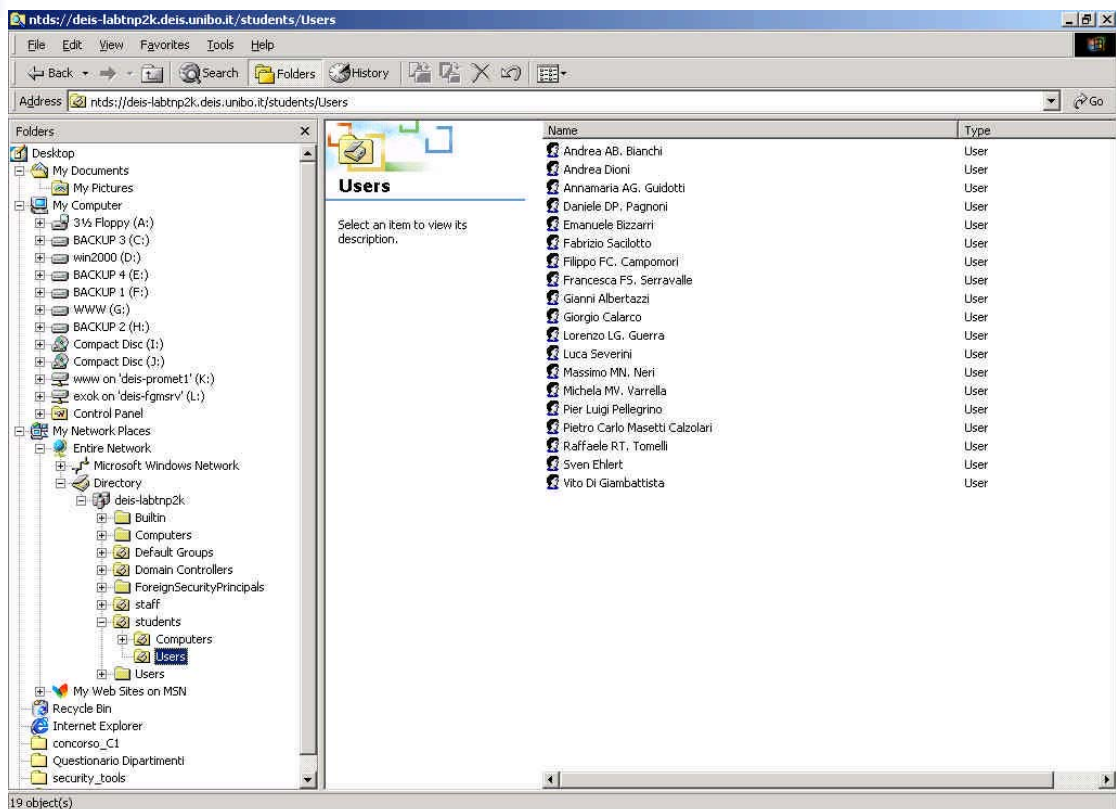 ntds://deis-labtnp2k.deis.unibo.it/students/Users
File Edit View Favorites Tools Help
Back Search Folders History
Address ntds://deis-labtnp2k.deis.unibo.it/students/Users Go
Folders
Desktop
My Documents
My Pictures
My Computer
3½ Floppy (A:)
BACKUP 3 (C:)
win2000 (D:)
BACKUP 4 (E:)
BACKUP 1 (F:)
WWW (G:)
BACKUP 2 (H:)
Compact Disc (I:)
Compact Disc (J:)
www on 'deis-promet1' (K:)
exok on 'deis-fgmsrv' (L:)
Control Panel
My Network Places
Entire Network
Microsoft Windows Network
Directory
deis-labtnp2k
Builtin
Computers
Default Groups
Domain Controllers
ForeignSecurityPrincipals
staff
students
Computers
Users
Users
My Web Sites on MSN
Recycle Bin
Internet Explorer
concorso_C1
Questionario Dipartimenti
security_tools
Users
Select an item to view its
description.
Name Type
Andrea AB. Bianchi User
Andrea Dioni User
Annamaria AG. Guidotti User
Daniele DP. Pagnoni User
Emanuele Bizzarri User
Fabrizio Sacilotto User
Filippo FC. Campomori User
Francesca FS. Serravalle User
Gianni Albertazzi User
Giorgio Calarco User
Lorenzo LG. Guerra User
Luca Severini User
Massimo MN. Neri User
Michela MV. Varrella User
Pier Luigi Pellegrino User
Pietro Carlo Masetti Calzolari User
Raffaele RT. Tomelli User
Sven Ehlert User
Vito Di Giambattista User
19 object(s)